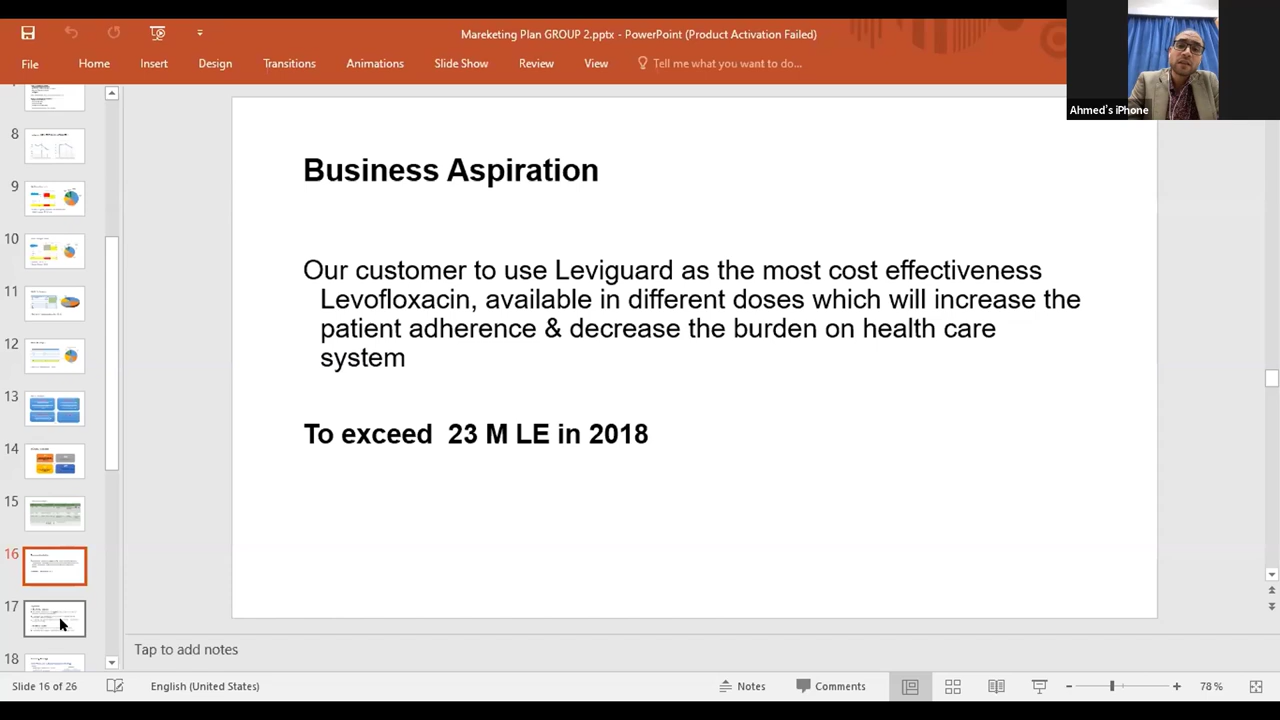 Mareketing Plan GROUP 2.pptx - PowerPoint (Product Activation Failed)
File Home Insert Design Transitions Animations Slide Show Review View Tell me what you want to do...
Ahmed's iPhone
8
9
10
11
12
13
14
15
16
17
18
Business Aspiration
Our customer to use Leviguard as the most cost effectiveness
Levofloxacin, available in different doses which will increase the
patient adherence & decrease the burden on health care
system
To exceed 23 M LE in 2018
Tap to add notes
Slide 16 of 26 English (United States) Notes Comments 78 %